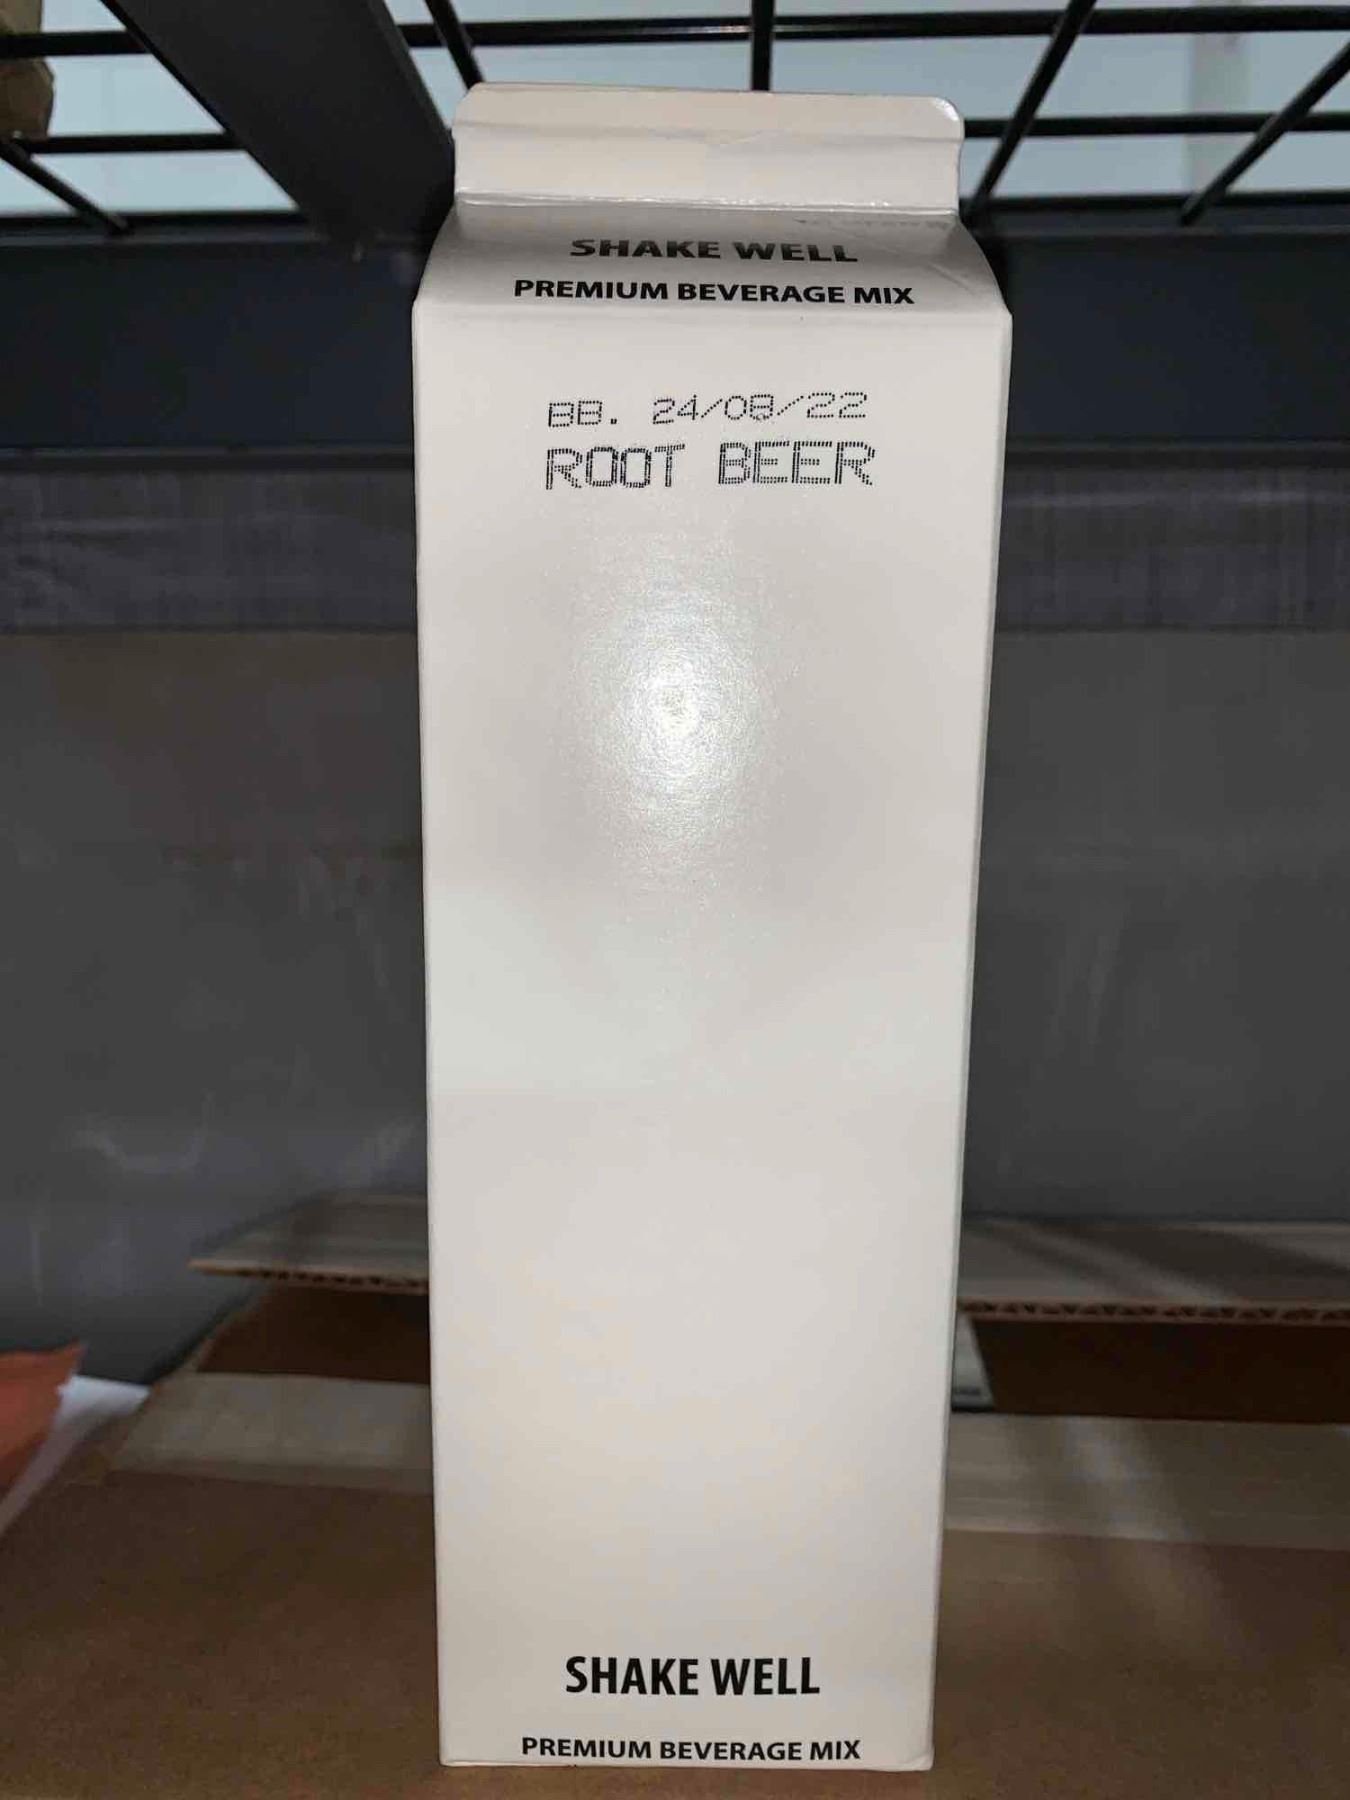 SHAKE WELL
PREMIUM BEVERAGE MIX
BB. 24/08/22
ROOT BEER
SHAKE WELL
PREMIUM BEVERAGE MIX